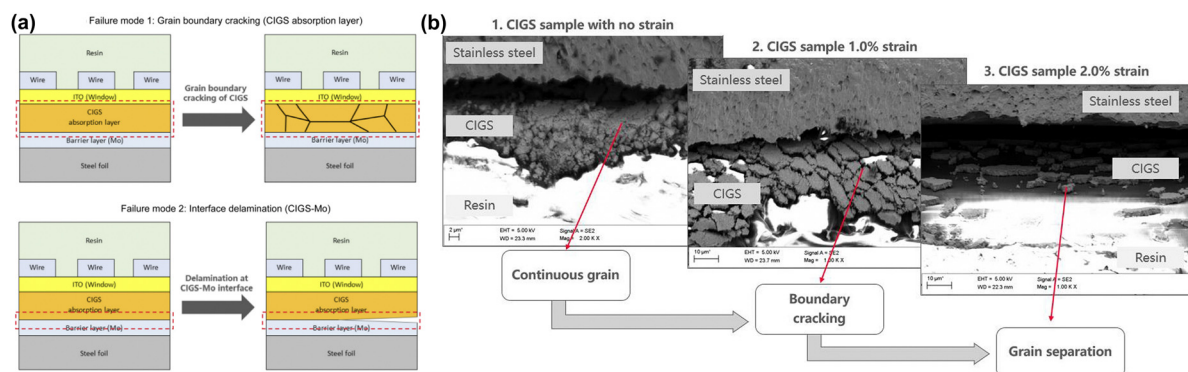 (a)
Failure mode 1: Grain boundary cracking (CIGS absorption layer)
Resin
Wire Wire Wire
ITO (Window)
CIGS
absorption layer
Barrier layer (Mo)
Steel foil
Grain boundary
cracking of CIGS
Resin
Wire Wire Wire
ITO (Window)
Barrier layer (Mo)
Steel foil
Failure mode 2: Interface delamination (CIGS-Mo)
Resin
Wire Wire Wire
ITO (Window)
CIGS
absorption layer
Barrier layer (Mo)
Steel foil
Delamination at
CIGS-Mo interface
Resin
Wire Wire Wire
ITO (Window)
CIGS
absorption layer
Barrier layer (Mo)
Steel foil
(b)
1. CIGS sample with no strain
Stainless steel
CIGS
Resin
2 µm
EHT = 5.00 kV
WD = 23.3 mm
Signal A = SE2
Mag = 2.00 K X
Continuous grain
2. CIGS sample 1.0% strain
Stainless steel
CIGS
10 µm
EHT = 5.00 kV
WD = 23.7 mm
Signal A = SE2
Mag = 1.00 K X
Boundary
cracking
3. CIGS sample 2.0% strain
Stainless steel
CIGS
Resin
10 µm
EHT = 5.00 kV
WD = 22.3 mm
Signal A = SE2
Mag = 1.00 K X
Grain separation